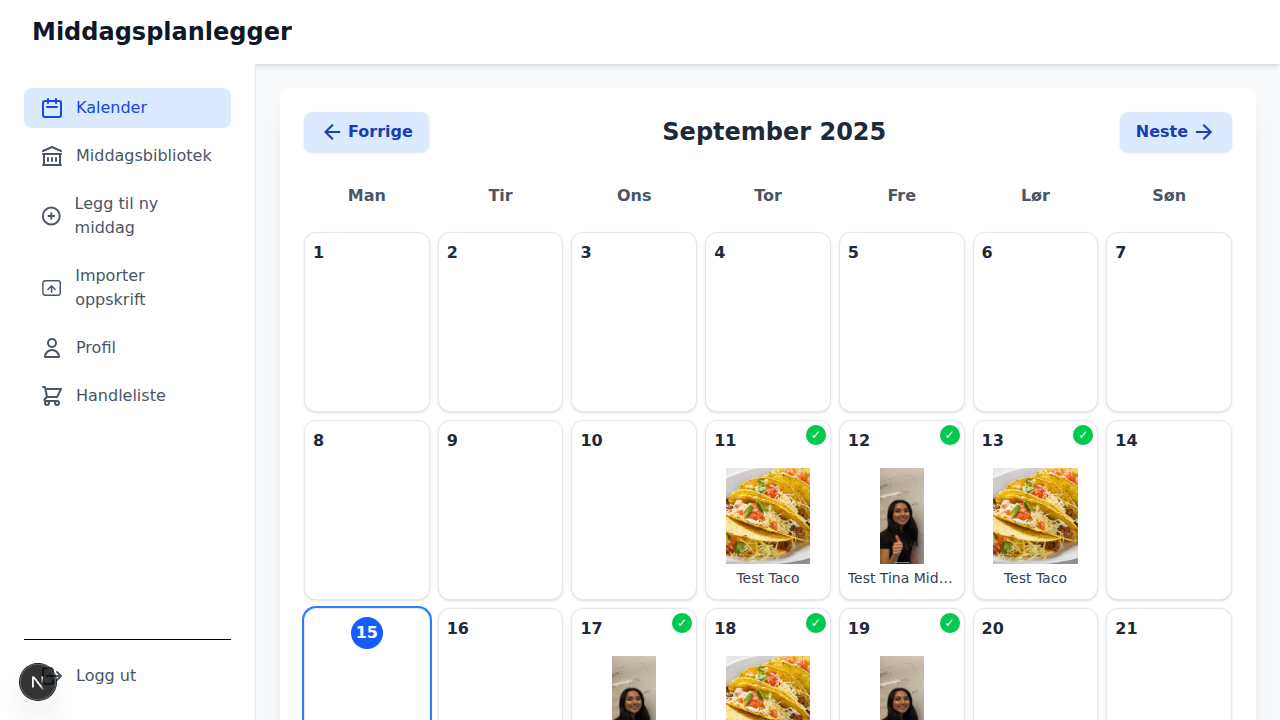 Middagsplanlegger
Kalender
Middagsbibliotek
Legg til ny
middag
Importer
oppskrift
Profil
Handleliste
Logg ut
N
Forrige
September 2025
Neste
Man Tir Ons Tor Fre Lør Søn
1 2 3 4 5 6 7
8 9 10 11 12 13 14
Test Taco Test Tina Mid... Test Taco
15 16 17 18 19 20 21